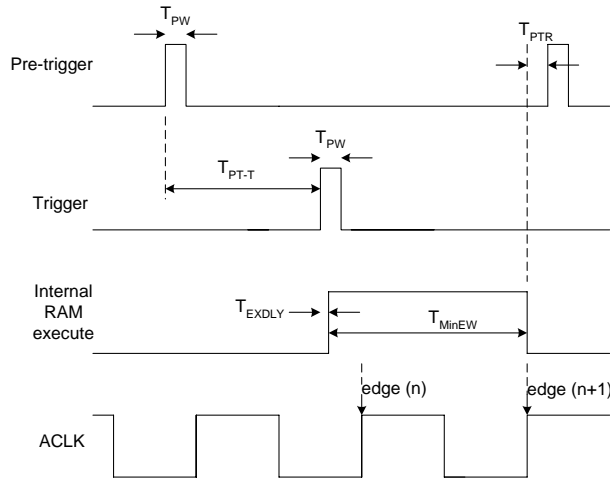 T_PW
T_PTR
Pre-trigger
T_PW
T_PT-T
Trigger
Internal
RAM
execute
T_EXDLY
T_MinEW
edge (n)
edge (n+1)
ACLK